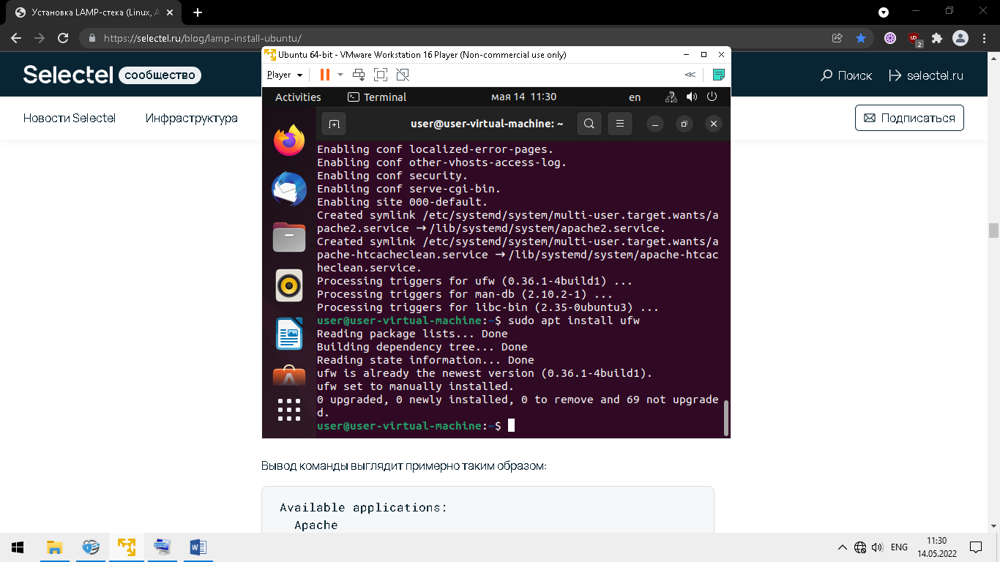 Установка LAMP-стека (Linux, A
https://selectel.ru/blog/lamp-install-ubuntu/
2
Ubuntu 64-bit - VMware Workstation 16 Player (Non-commercial use only)
Player
Selectel сообщество
Поиск
selectel.ru
Activities
Terminal
мая 14 11:30
en
Новости Selectel
Инфраструктура
Подписаться
user@user-virtual-machine: ~
Enabling conf localized-error-pages.
Enabling conf other-vhosts-access-log.
Enabling conf security.
Enabling conf serve-cgi-bin.
Enabling site 000-default.
Created symlink /etc/systemd/system/multi-user.target.wants/a
pache2.service → /lib/systemd/system/apache2.service.
Created symlink /etc/systemd/system/multi-user.target.wants/a
pache-htcacheclean.service → /lib/systemd/system/apache-htcac
heclean.service.
Processing triggers for ufw (0.36.1-4build1) ...
Processing triggers for man-db (2.10.2-1) ...
Processing triggers for libc-bin (2.35-0ubuntu3) ...
user@user-virtual-machine:~$ sudo apt install ufw
Reading package lists... Done
Building dependency tree... Done
Reading state information... Done
ufw is already the newest version (0.36.1-4build1).
ufw set to manually installed.
0 upgraded, 0 newly installed, 0 to remove and 69 not upgrade
d.
user@user-virtual-machine:~$
Вывод команды выглядит примерно таким образом:
Available applications:
Apache
ENG
11:30
14.05.2022